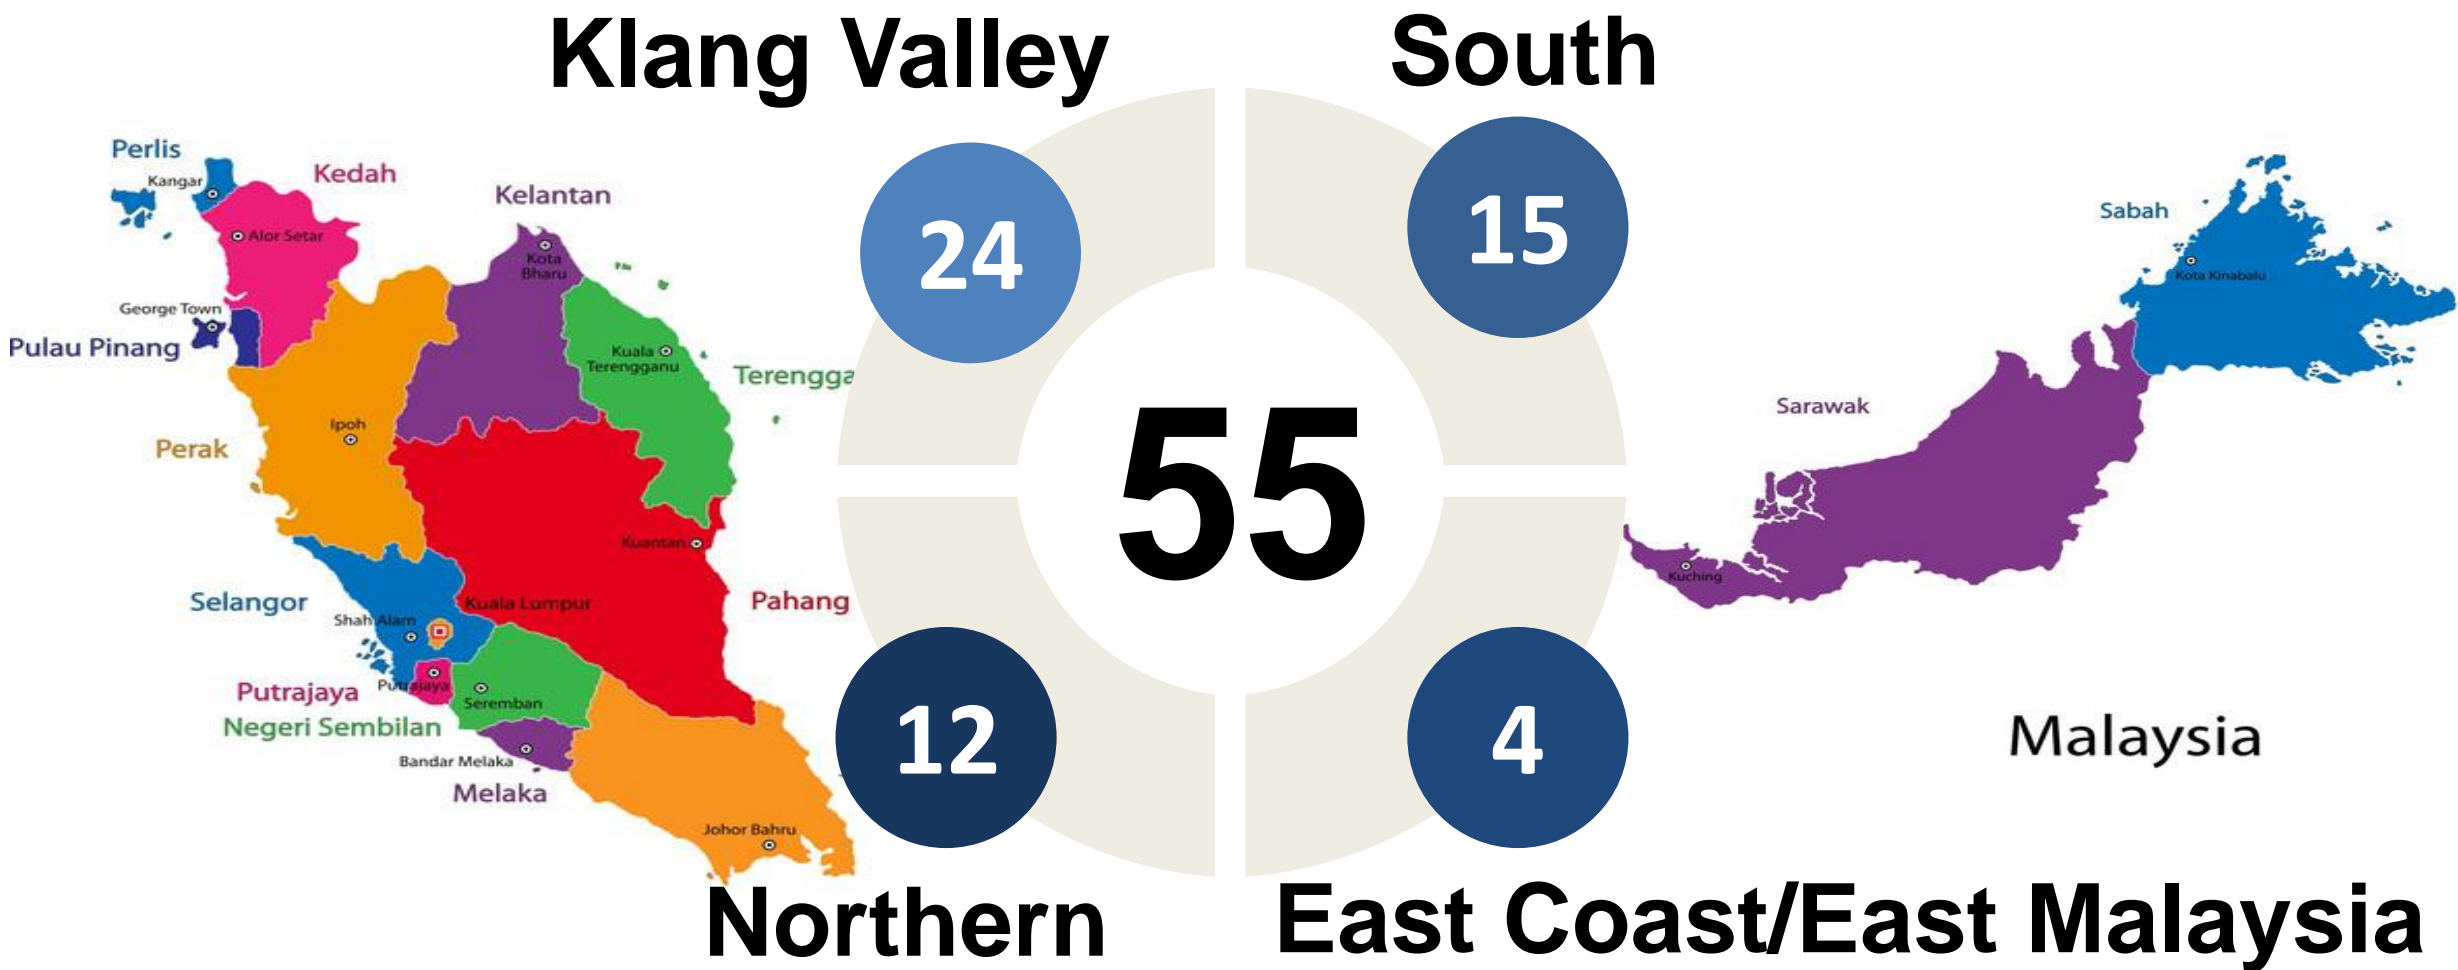 Klang Valley
South
24
15
55
12
4
Northern
East Coast/East Malaysia
Perlis
Kangar
Kedah
Alor Setar
Kelantan
Kota
Bharu
George Town
Pulau Pinang
Kuala
Terengganu
Terengga
Ipoh
Perak
Kuantan
Selangor
Kuala Lumpur
Pahang
Shah Alam
Putrajaya
Putrajaya
Seremban
Negeri Sembilan
Bandar Melaka
Melaka
Johor Bahru
Sabah
Kota Kinabalu
Sarawak
Kuching
Malaysia